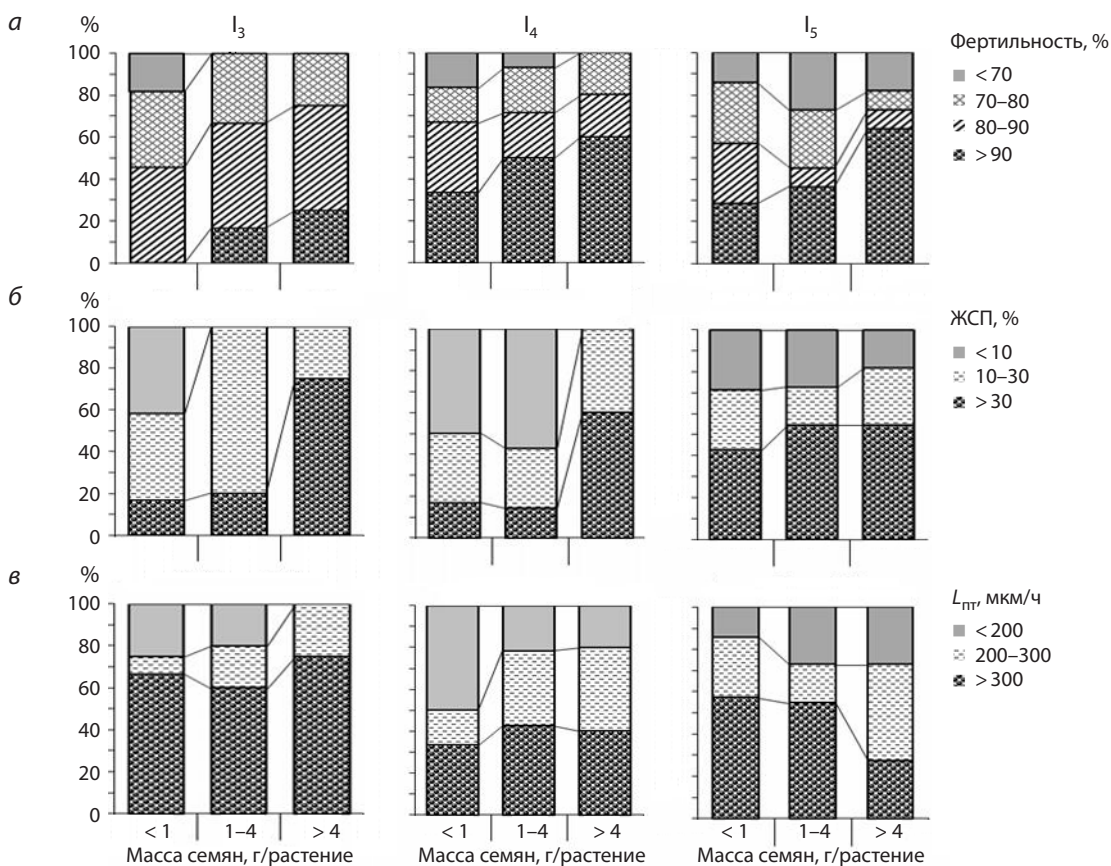 а
%
I3
I4
I5
100
80
60
40
20
0
Фертильность, %
< 70
70–80
80–90
> 90
б
%
100
80
60
40
20
0
ЖСП, %
< 10
10–30
> 30
в
%
100
80
60
40
20
0
Lпт, мкм/ч
< 200
200–300
> 300
< 1 1–4 > 4
< 1 1–4 > 4
< 1 1–4 > 4
Масса семян, г/растение
Масса семян, г/растение
Масса семян, г/растение